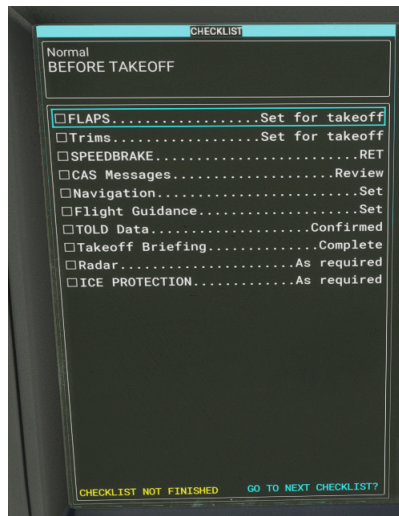 CHECKLIST
Normal
BEFORE TAKEOFF
☐FLAPS..................Set for takeoff
☐Trims..................Set for takeoff
☐SPEEDBRAKE.........................RET
☐CAS Messages....................Review
☐Navigation.........................Set
☐Flight Guidance....................Set
☐TOLD Data....................Confirmed
☐Takeoff Briefing..............Complete
☐Radar......................As required
☐ICE PROTECTION.............As required
CHECKLIST NOT FINISHED GO TO NEXT CHECKLIST?